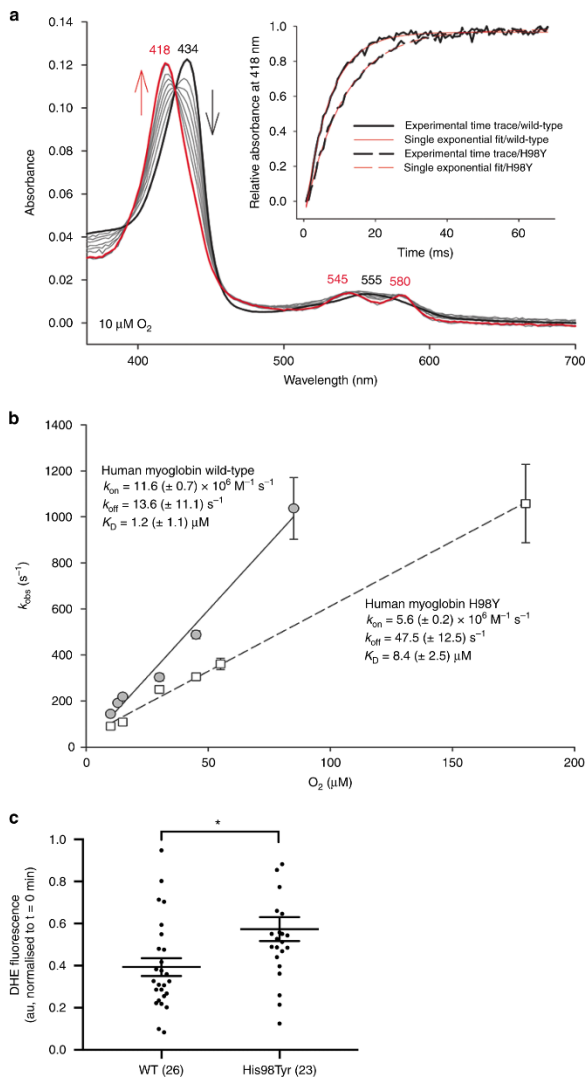 a
418
434
0.12
0.10
0.08
0.06
0.04
0.02
0.00
Absorbance
545
555
580
10 μM O₂
400
500
600
700
Wavelength (nm)
1.0
0.8
0.6
0.4
0.2
0.0
Relative absorbance at 418 nm
Experimental time trace/wild-type
Single exponential fit/wild-type
Experimental time trace/H98Y
Single exponential fit/H98Y
0
20
40
60
Time (ms)
b
1400
1200
1000
800
600
400
200
0
kobs (s⁻¹)
Human myoglobin wild-type
kon = 11.6 (± 0.7) × 10⁶ M⁻¹ s⁻¹
koff = 13.6 (± 11.1) s⁻¹
KD = 1.2 (± 1.1) μM
Human myoglobin H98Y
kon = 5.6 (± 0.2) × 10⁶ M⁻¹ s⁻¹
koff = 47.5 (± 12.5) s⁻¹
KD = 8.4 (± 2.5) μM
0
50
100
150
200
O₂ (μM)
c
*
1.0
0.8
0.6
0.4
0.2
0.0
DHE fluorescence
(au, normalised to t = 0 min)
WT (26)
His98Tyr (23)